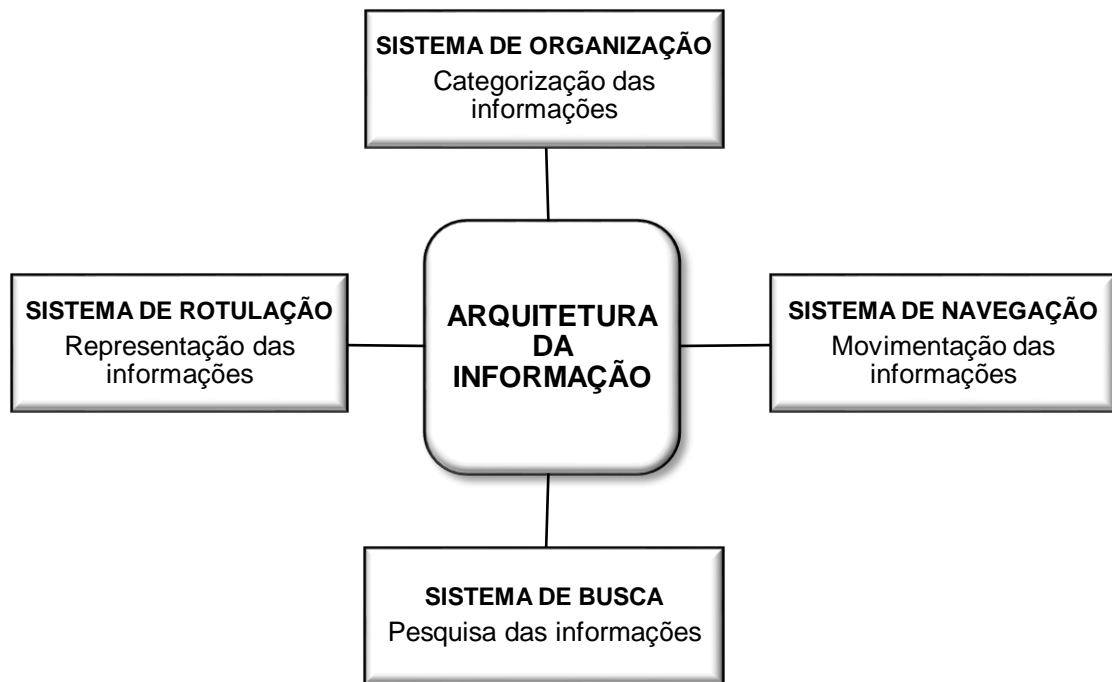 SISTEMA DE ORGANIZAÇÃO
Categorização das
informações
SISTEMA DE ROTULAÇÃO
Representação das
informações
ARQUITETURA
DA
INFORMAÇÃO
SISTEMA DE NAVEGAÇÃO
Movimentação das
informações
SISTEMA DE BUSCA
Pesquisa das informações